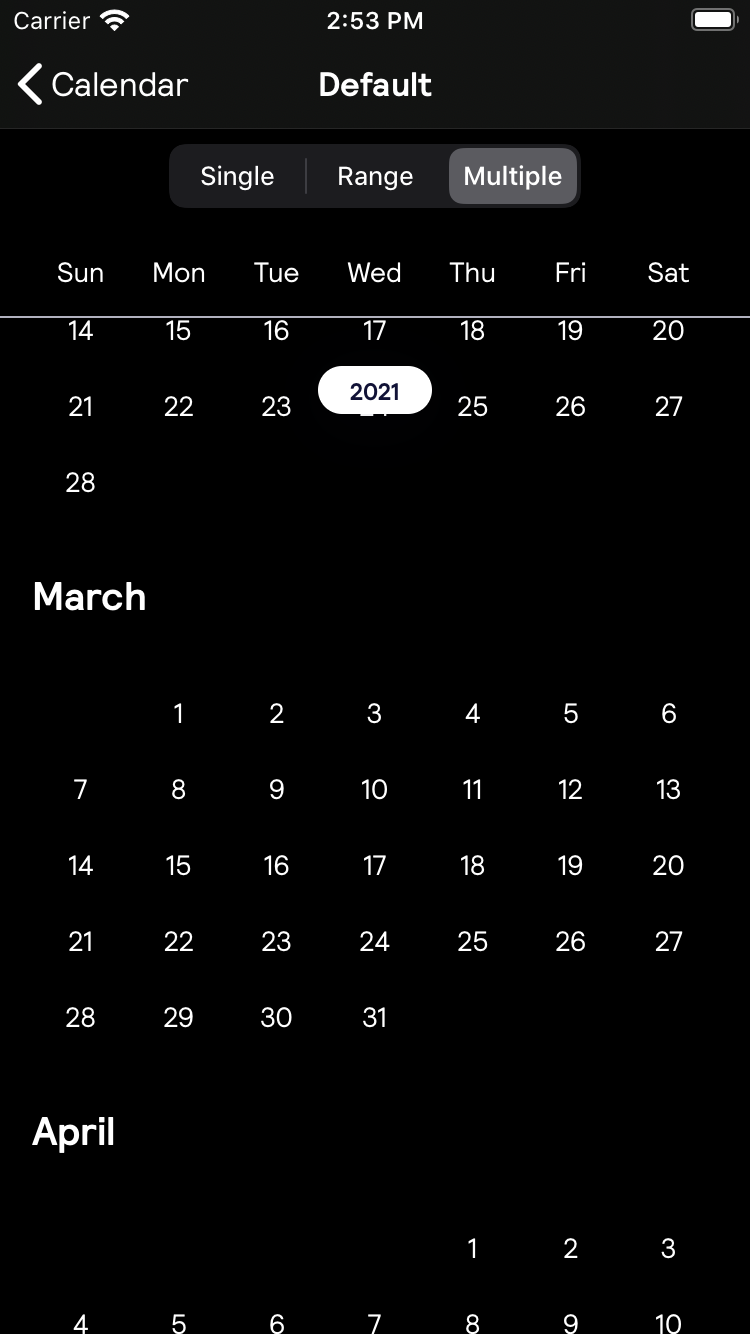 Carrier 2:53 PM
Calendar Default
Single Range Multiple
Sun Mon Tue Wed Thu Fri Sat
14 15 16 17 18 19 20
2021
21 22 23 25 26 27
28
March
1 2 3 4 5 6
7 8 9 10 11 12 13
14 15 16 17 18 19 20
21 22 23 24 25 26 27
28 29 30 31
April
1 2 3
4 5 6 7 8 9 10